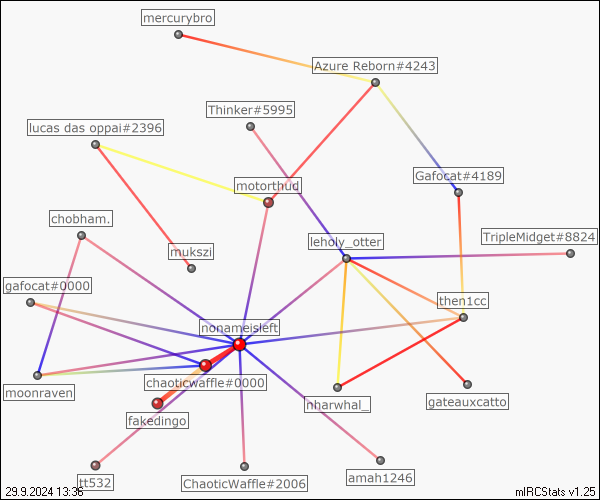 mercurybro
Azure Reborn#4243
Thinker#5995
lucas das oppai#2396
Gafocat#4189
motorthud
chobham.
leholy_otter
TripleMidget#8824
mukszi
gafocat#0000
then1cc
nonameisleft
chaoticwaffle#0000
moonraven
nharwhal_
gateauxcatto
fakedingo
tt532
ChaoticWaffle#2006
amah1246
29.9.2024 13:36
mIRCStats v1.25